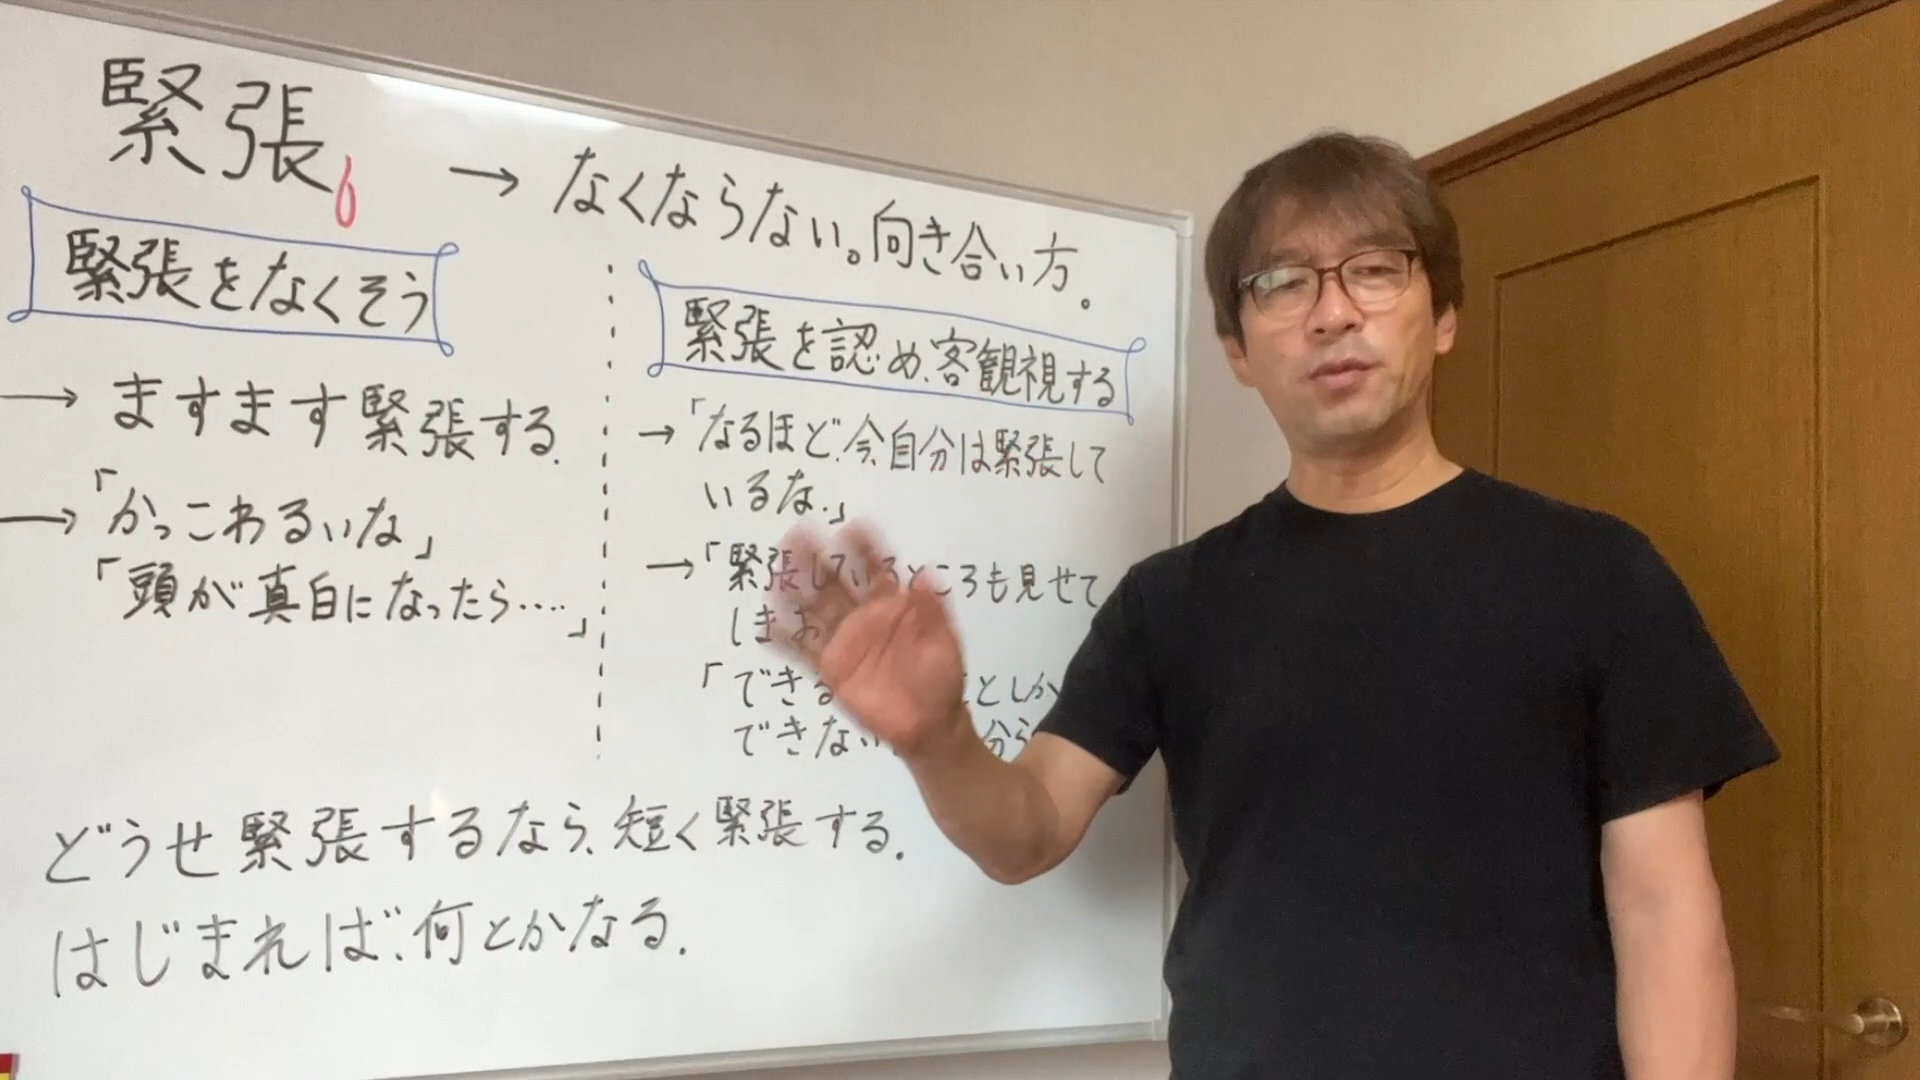 緊張
→ なくならない。向き合い方。
緊張をなくそう
→ ますます緊張する.
→「かっこわるいな」
「頭が真白になったら‥‥」
緊張を認め、客観視する
→「なるほど、今、自分は緊張して
いるな.」
→「緊張しているところも見せて
しまお
「でき ことしか
できない 分
どうせ緊張するなら、短く緊張する.
はじまれば、何とかなる.